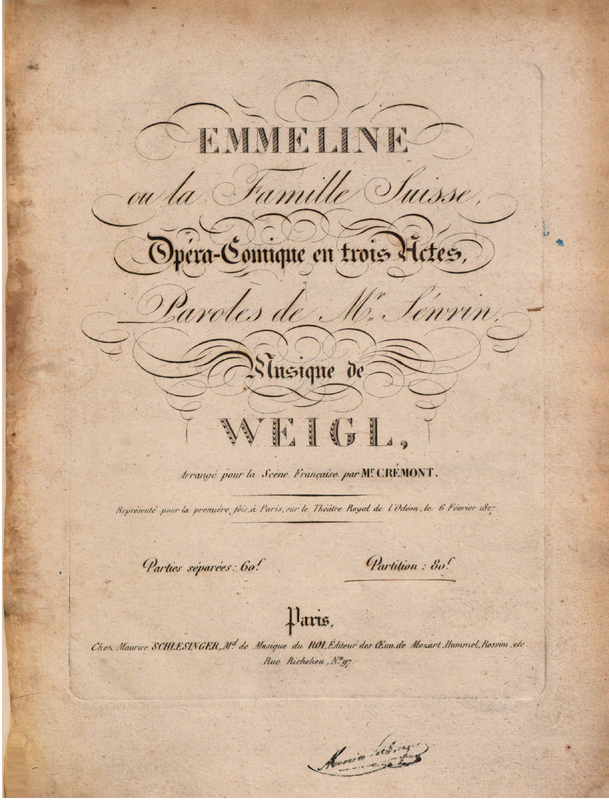 EMMELINE
ou la Famille Suisse,
Opéra-Comique en trois Actes,
Paroles de Mr. Séwrin,
Musique de
WEIGL,
Arrangé pour la Scène Française par Mr. CRÉMONT.
Représenté pour la première fois, à Paris, sur le Théâtre Royal de l'Odéon, le 6 Février 1827.
Parties séparées: 60f
Partition: 80f
Paris,
Chez Maurice SCHLESINGER, Md. de Musique du ROI, Éditeur des Œuv. de Mozart, Hummel, Rossini, etc.
Rue Richelieu, No. 97.